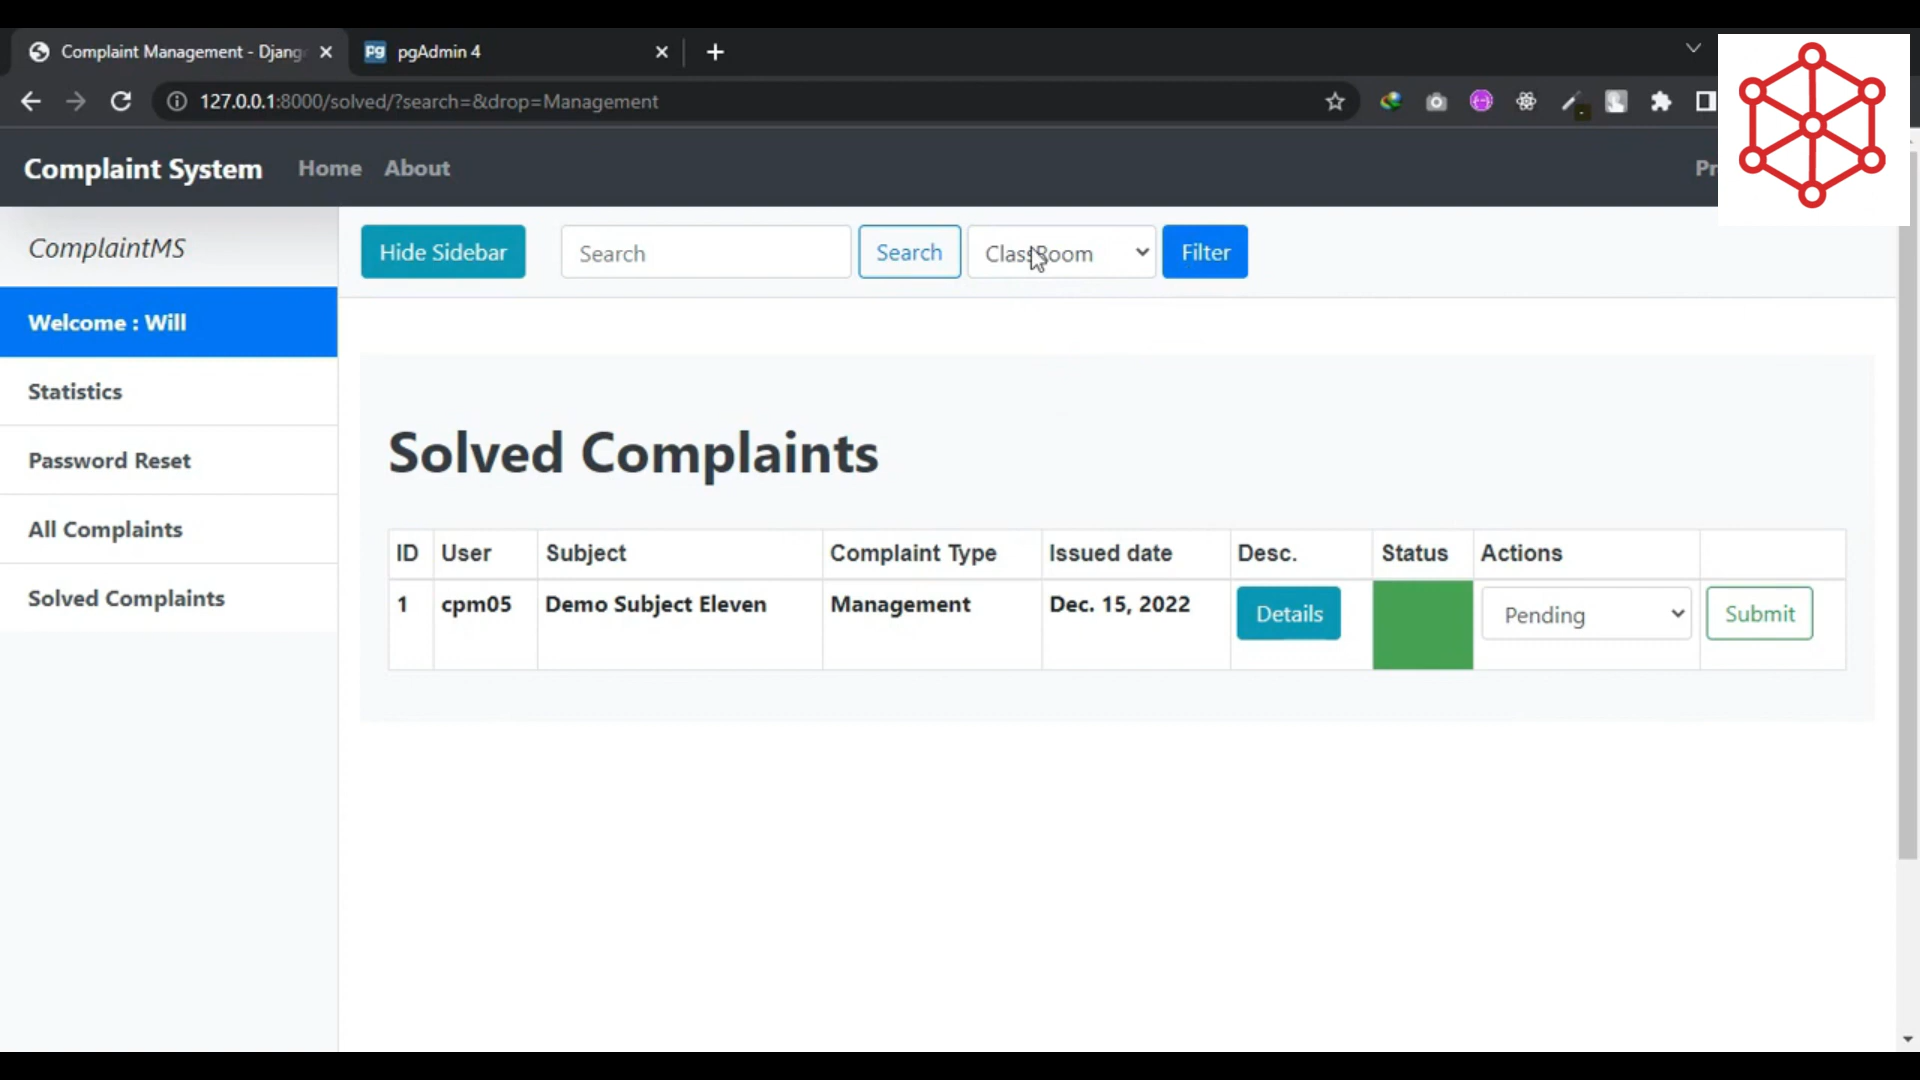 Complaint Management - Djang
pgAdmin 4
127.0.0.1:8000/solved/?search=&drop=Management
Complaint System Home About Pr
ComplaintMS
Hide Sidebar Search Search ClassRoom Filter
Welcome : Will
Statistics
Password Reset
All Complaints
Solved Complaints
Solved Complaints
ID User Subject Complaint Type Issued date Desc. Status Actions
1 cpm05 Demo Subject Eleven Management Dec. 15, 2022 Details Pending Submit